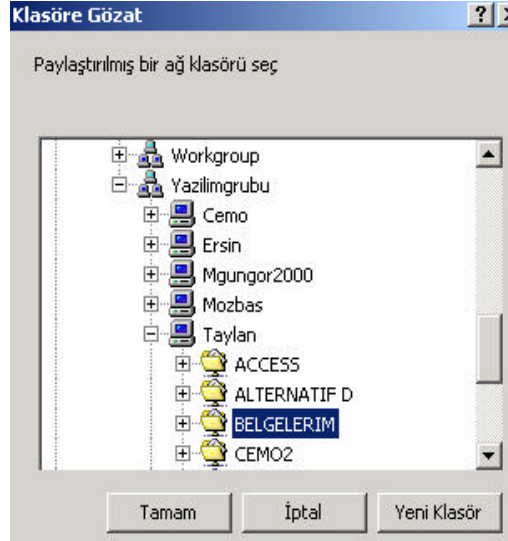 Klasöre Gözat
Paylaştırılmış bir ağ klasörü seç
Workgroup
Yazilimgrubu
Cemo
Ersin
Mgungor2000
Mozbas
Taylan
ACCESS
ALTERNATIF D
BELGELERIM
CEMO2
Tamam İptal Yeni Klasör